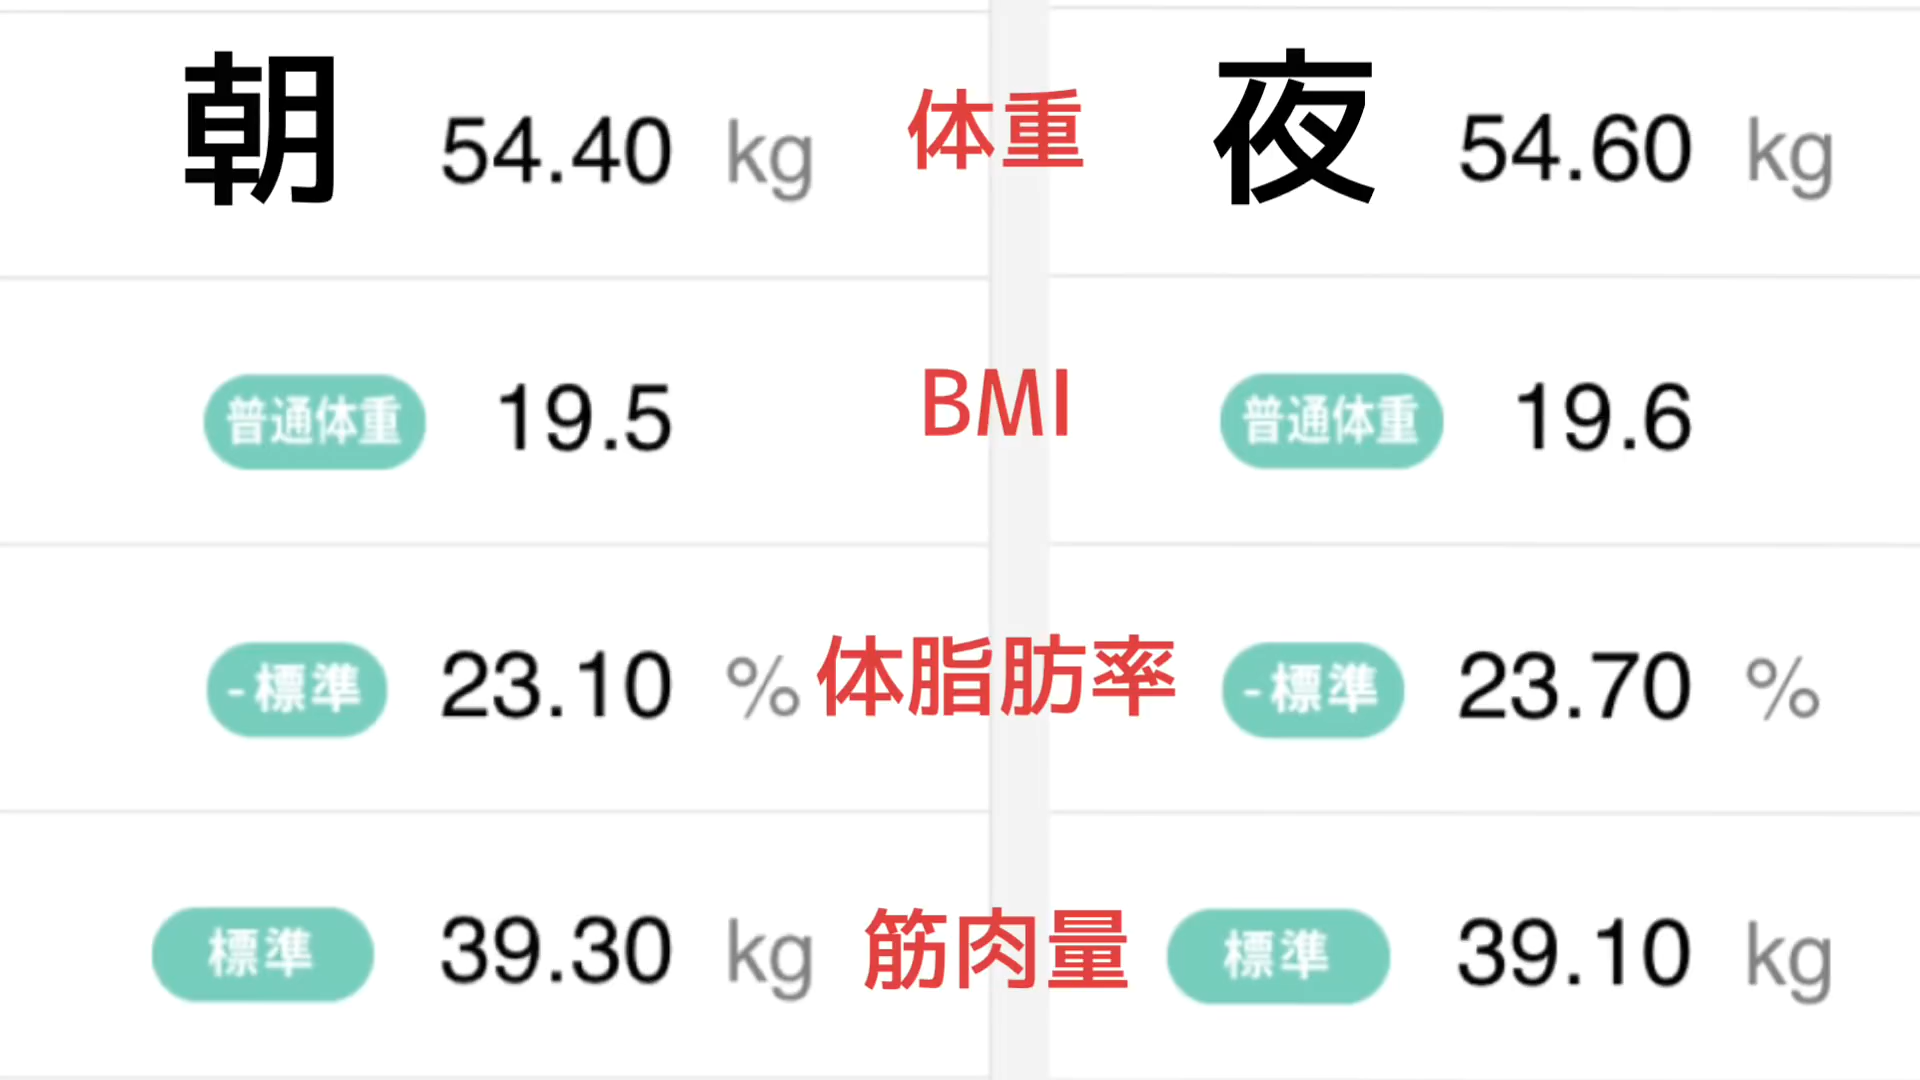 朝 54.40 kg 体重 夜 54.60 kg
普通体重 19.5 BMI 普通体重 19.6
-標準 23.10 % 体脂肪率 -標準 23.70 %
標準 39.30 kg 筋肉量 標準 39.10 kg